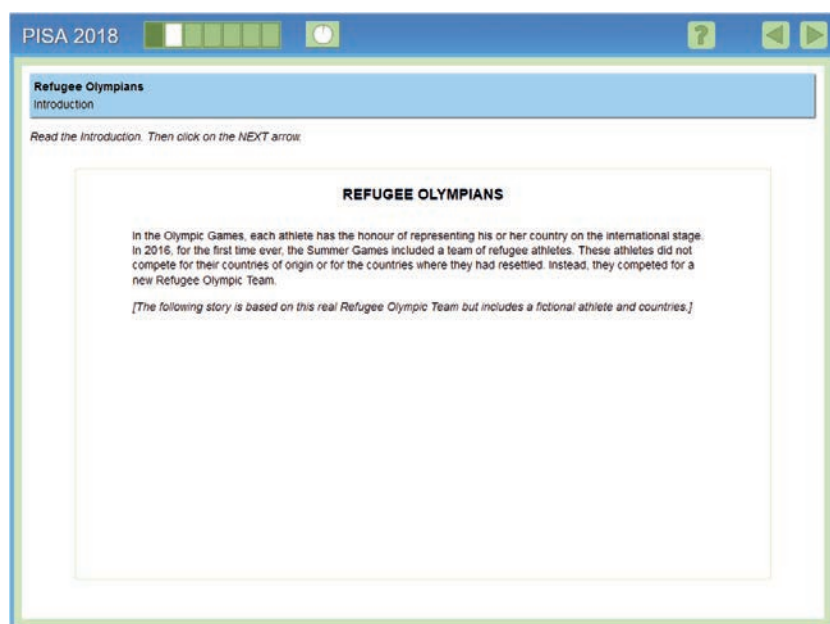 PISA 2018
?
Refugee Olympians
Introduction
Read the Introduction. Then click on the NEXT arrow.
REFUGEE OLYMPIANS
In the Olympic Games, each athlete has the honour of representing his or her country on the international stage.
In 2016, for the first time ever, the Summer Games included a team of refugee athletes. These athletes did not
compete for their countries of origin or for the countries where they had resettled. Instead, they competed for a
new Refugee Olympic Team.
[The following story is based on this real Refugee Olympic Team but includes a fictional athlete and countries.]